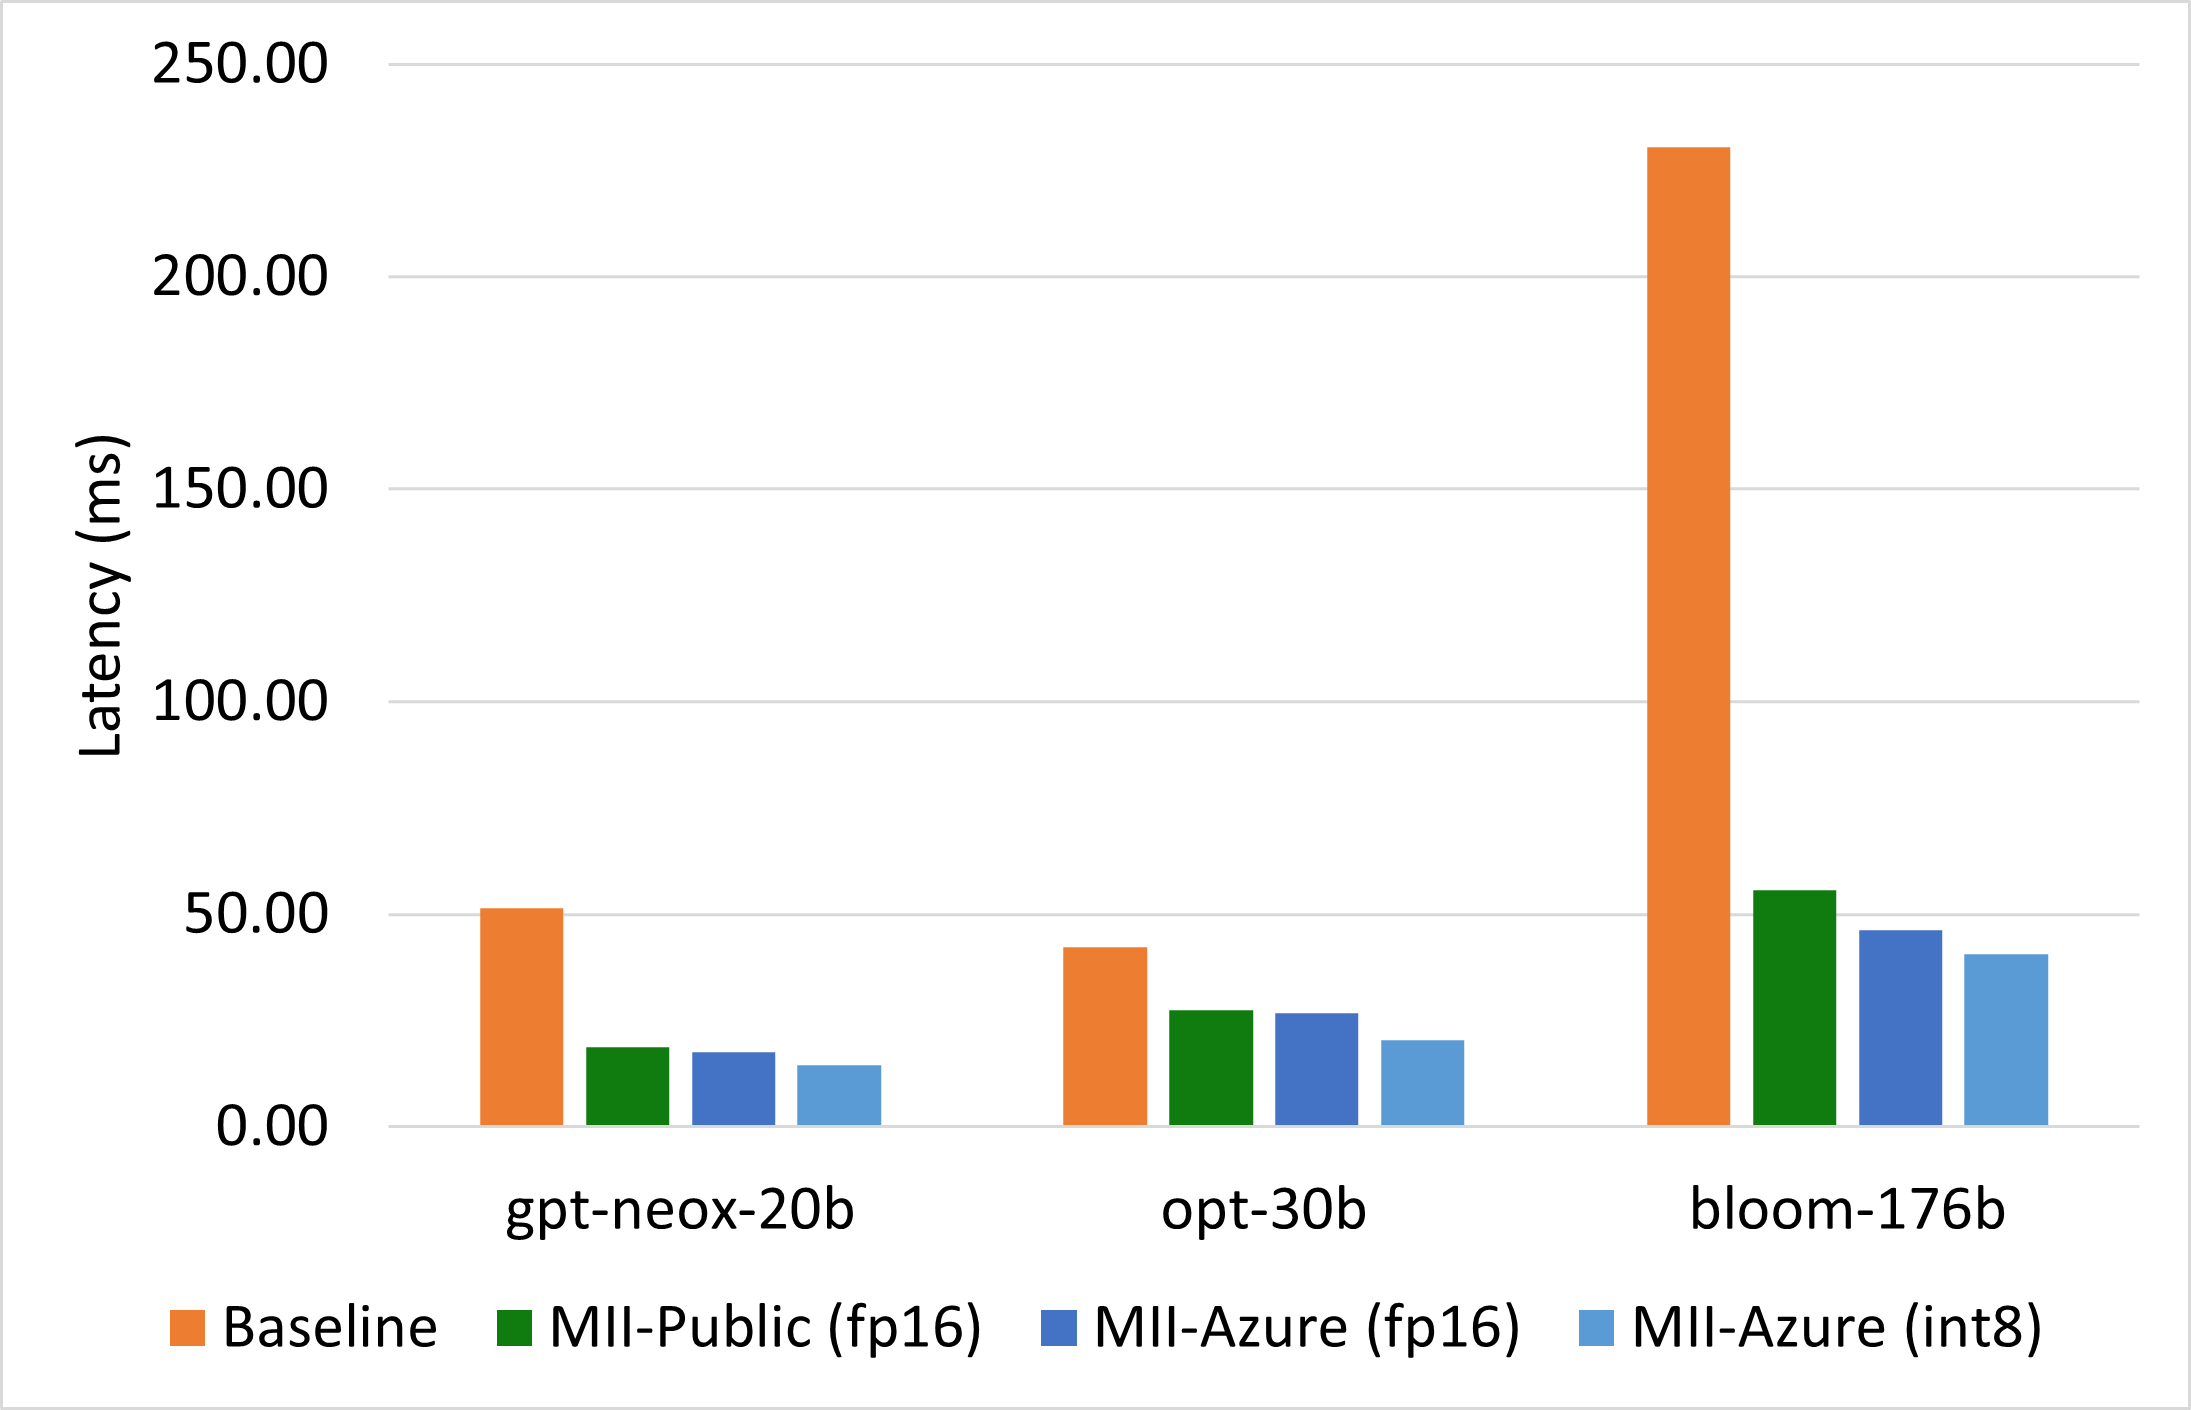 250.00
200.00
150.00
100.00
50.00
0.00
Latency (ms)
gpt-neox-20b
opt-30b
bloom-176b
Baseline
MII-Public (fp16)
MII-Azure (fp16)
MII-Azure (int8)